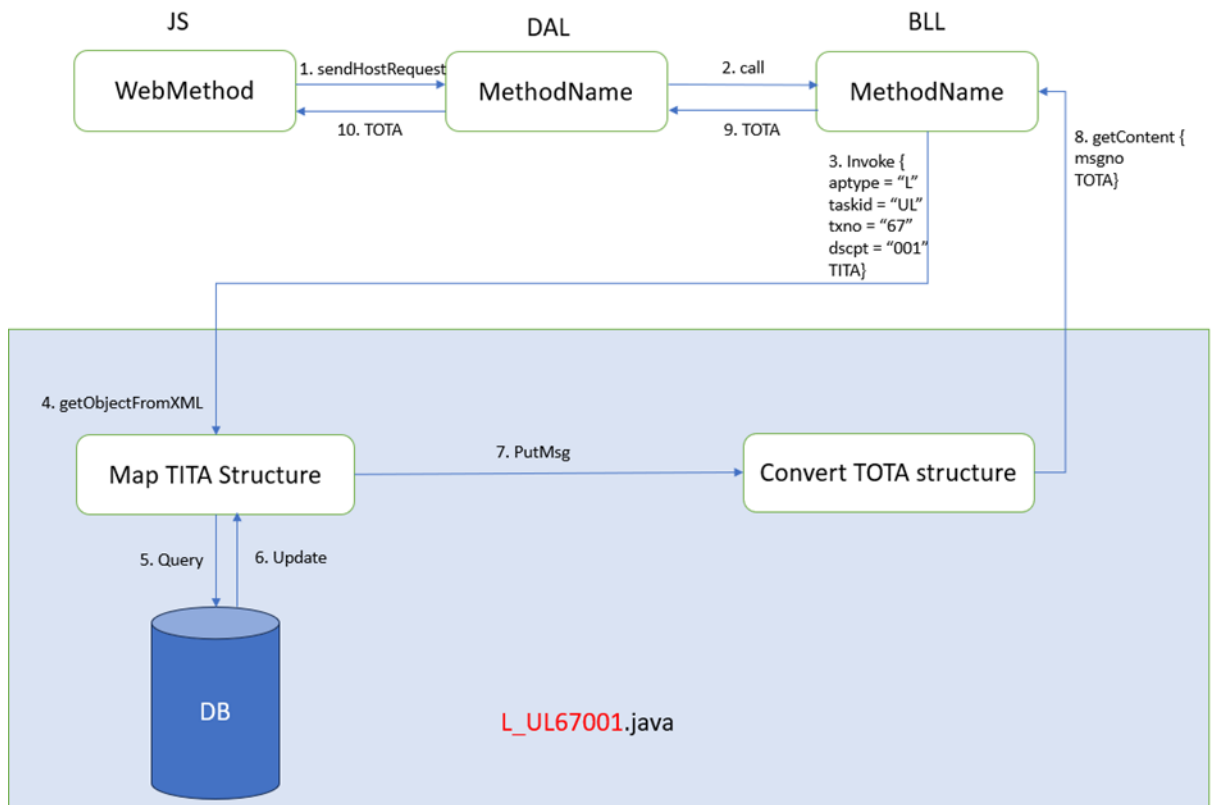 JS
DAL
BLL
WebMethod
1. sendHostRequest
MethodName
2. call
MethodName
10. TOTA
9. TOTA
3. Invoke {
aptype = “L”
taskid = “UL”
txno = “67”
dscpt = “001”
TITA}
8. getContent {
msgno
TOTA}
4. getObjectFromXML
Map TITA Structure
7. PutMsg
Convert TOTA structure
5. Query
6. Update
DB
L_UL67001.java